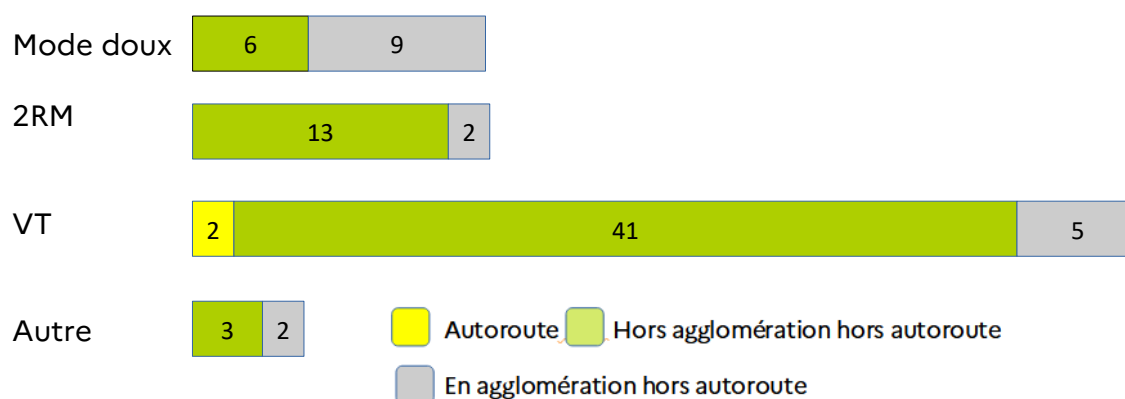 Mode doux 6 9
2RM 13 2
VT 2 41 5
Autre 3 2
Autoroute Hors agglomération hors autoroute
En agglomération hors autoroute